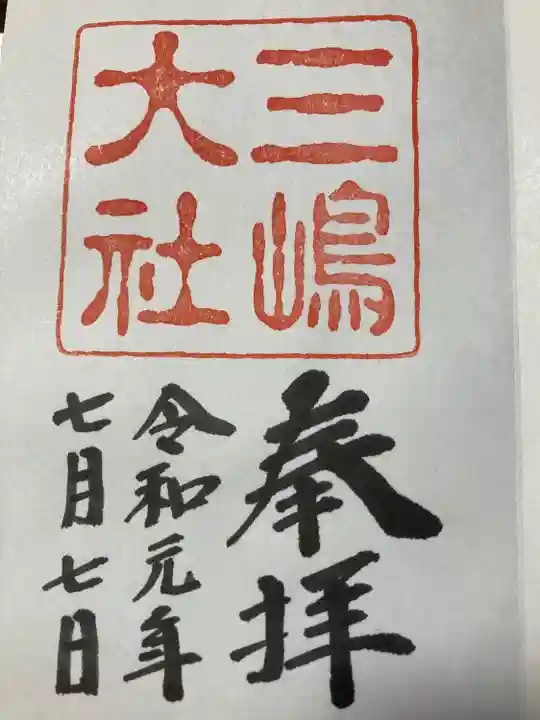 三嶋
大社
奉拝
令和元年
七月七日